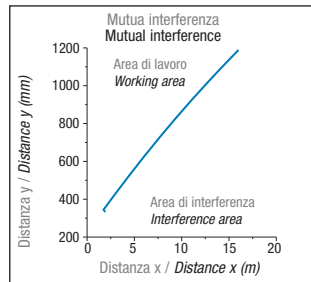 Mutua interferenza
Mutual interference
1200
Area di lavoro
Working area
1000
800
600
400
Area di interferenza
Interference area
200
0
5
10
15
20
Distanza y / Distance y (mm)
Distanza x / Distance x (m)